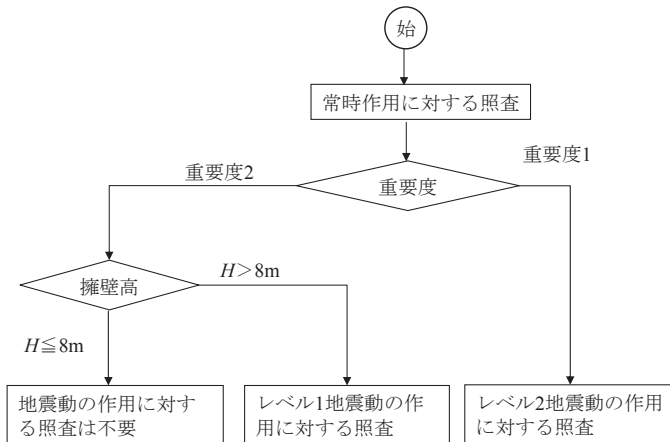 始
常時作用に対する照査
重要度1
重要度2
重要度
擁壁高
H＞8m
H≦8m
地震動の作用に対す
る照査は不要
レベル1地震動の作
用に対する照査
レベル2地震動の作用
に対する照査